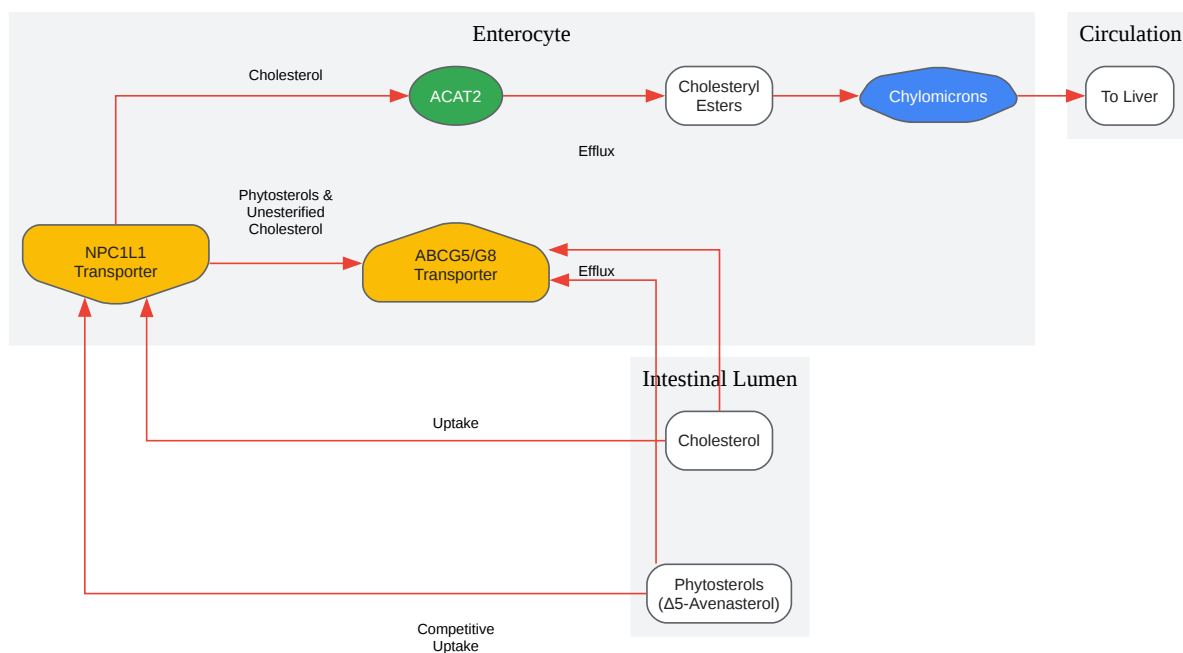 Enterocyte
Circulation
Cholesterol
ACAT2
Cholesteryl
Esters
Chylomicrons
To Liver
Efflux
Phytosterols &
Unesterified
Cholesterol
NPC1L1
Transporter
ABCG5/G8
Transporter
Efflux
Intestinal Lumen
Uptake
Cholesterol
Phytosterols
(Δ5-Avenasterol)
Competitive
Uptake